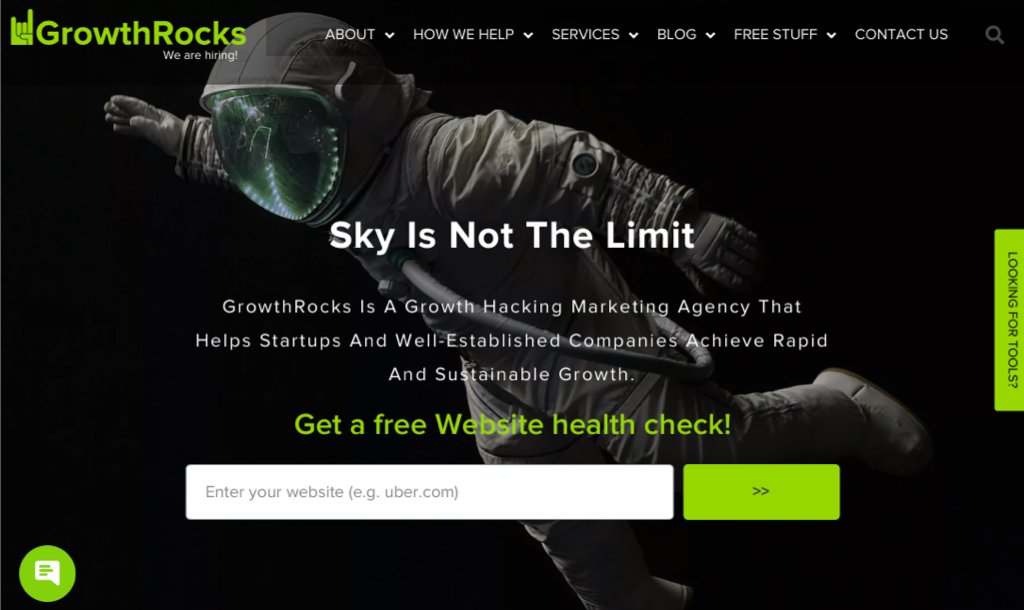 GrowthRocks
We are hiring!
ABOUT HOW WE HELP SERVICES BLOG FREE STUFF CONTACT US
Sky Is Not The Limit
GrowthRocks Is A Growth Hacking Marketing Agency That
Helps Startups And Well-Established Companies Achieve Rapid
And Sustainable Growth.
Get a free Website health check!
Enter your website (e.g. uber.com)
>>
LOOKING FOR TOOLS?